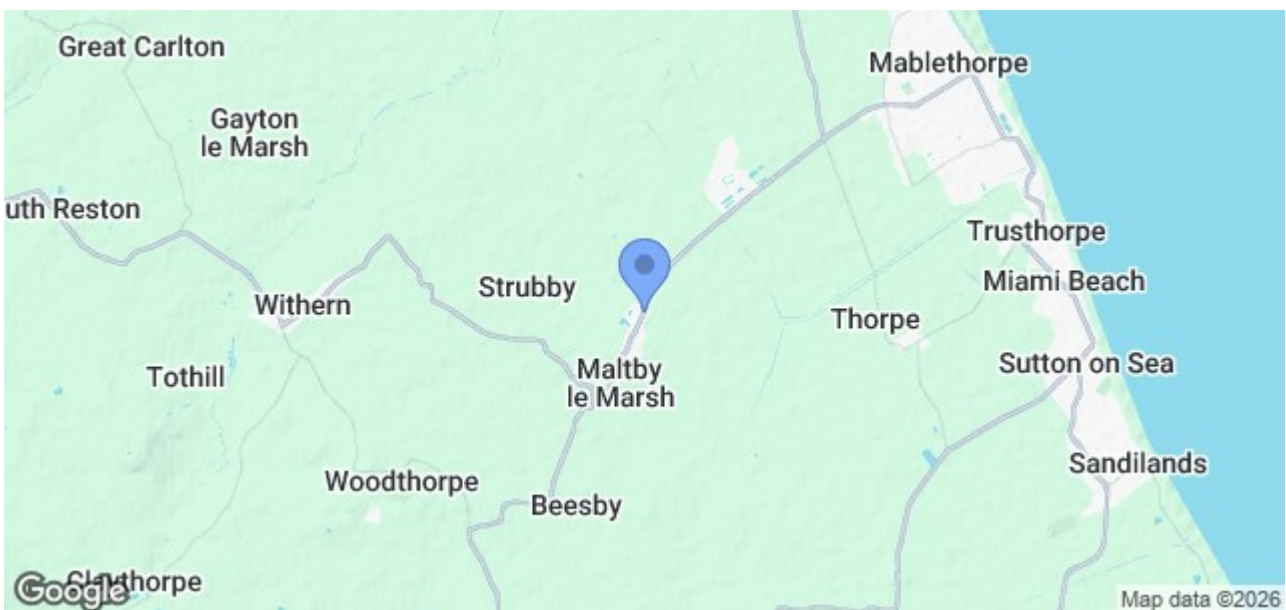 Great Carlton
Mablethorpe
Gayton
le Marsh
uth Reston
Trusthorpe
Miami Beach
Strubby
Withern
Thorpe
Maltby
le Marsh
Sutton on Sea
Tothill
Sandilands
Woodthorpe
Beesby
Claythorpe
Google
Map data ©2026